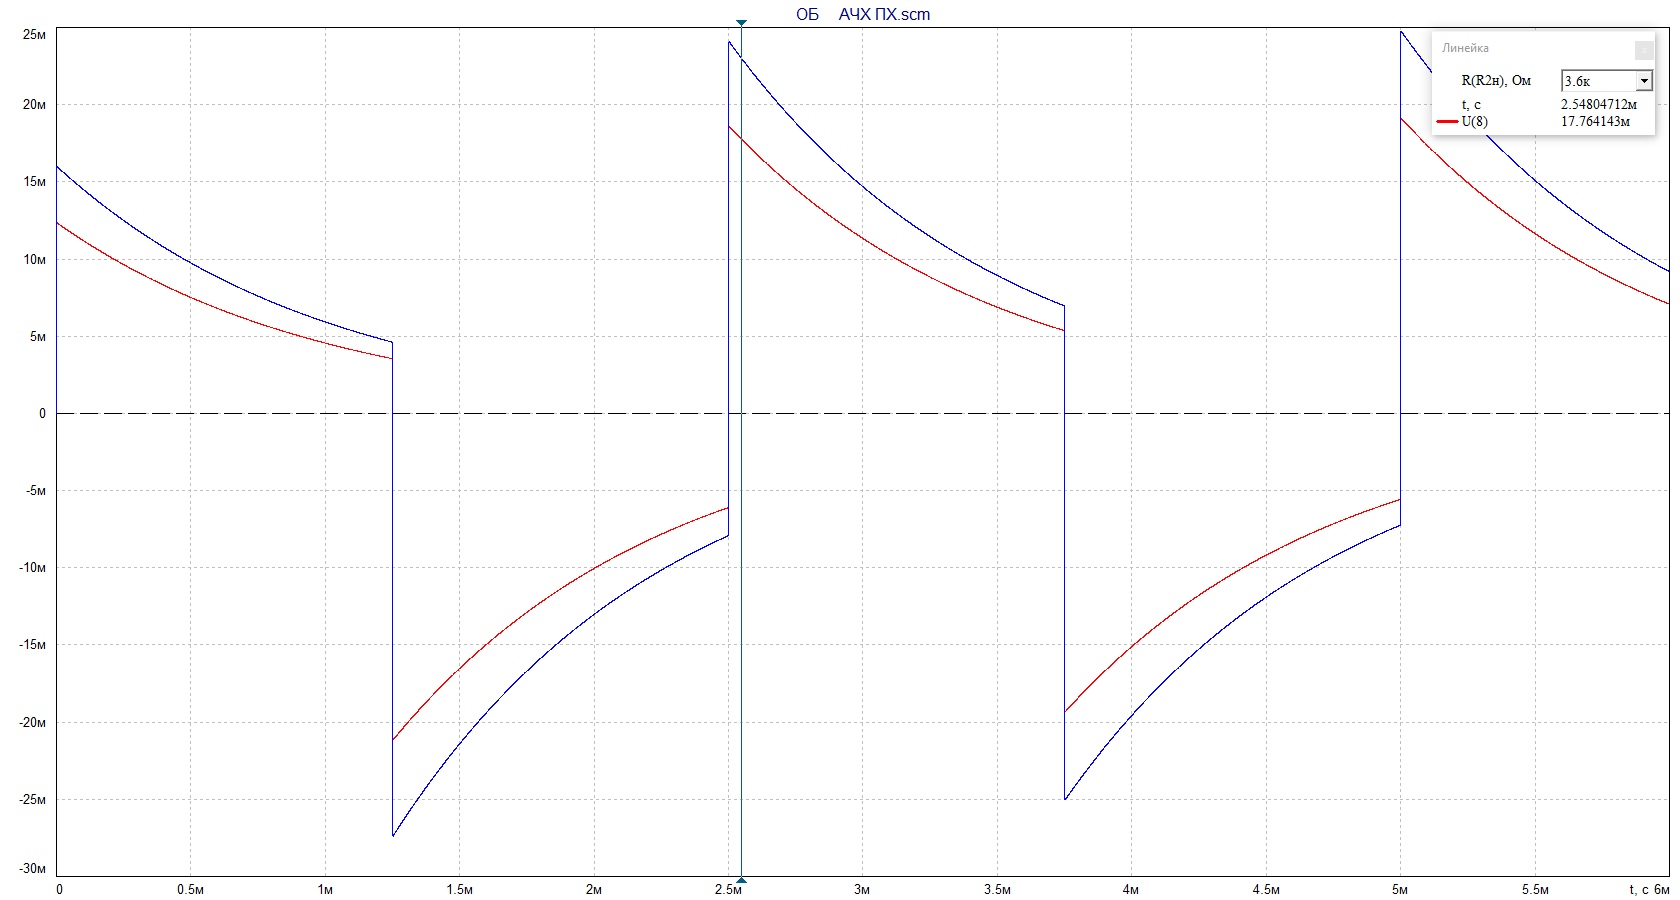 ОБ АЧХ ПХ.scm
25м
20м
15м
10м
5м
0
-5м
-10м
-15м
-20м
-25м
-30м
Линейка
R(R2н), Ом 3.6к
t, с 2.54804712м
U(8) 17.764143м
0 0.5м 1м 1.5м 2м 2.5м 3м 3.5м 4м 4.5м 5м 5.5м t, с 6м